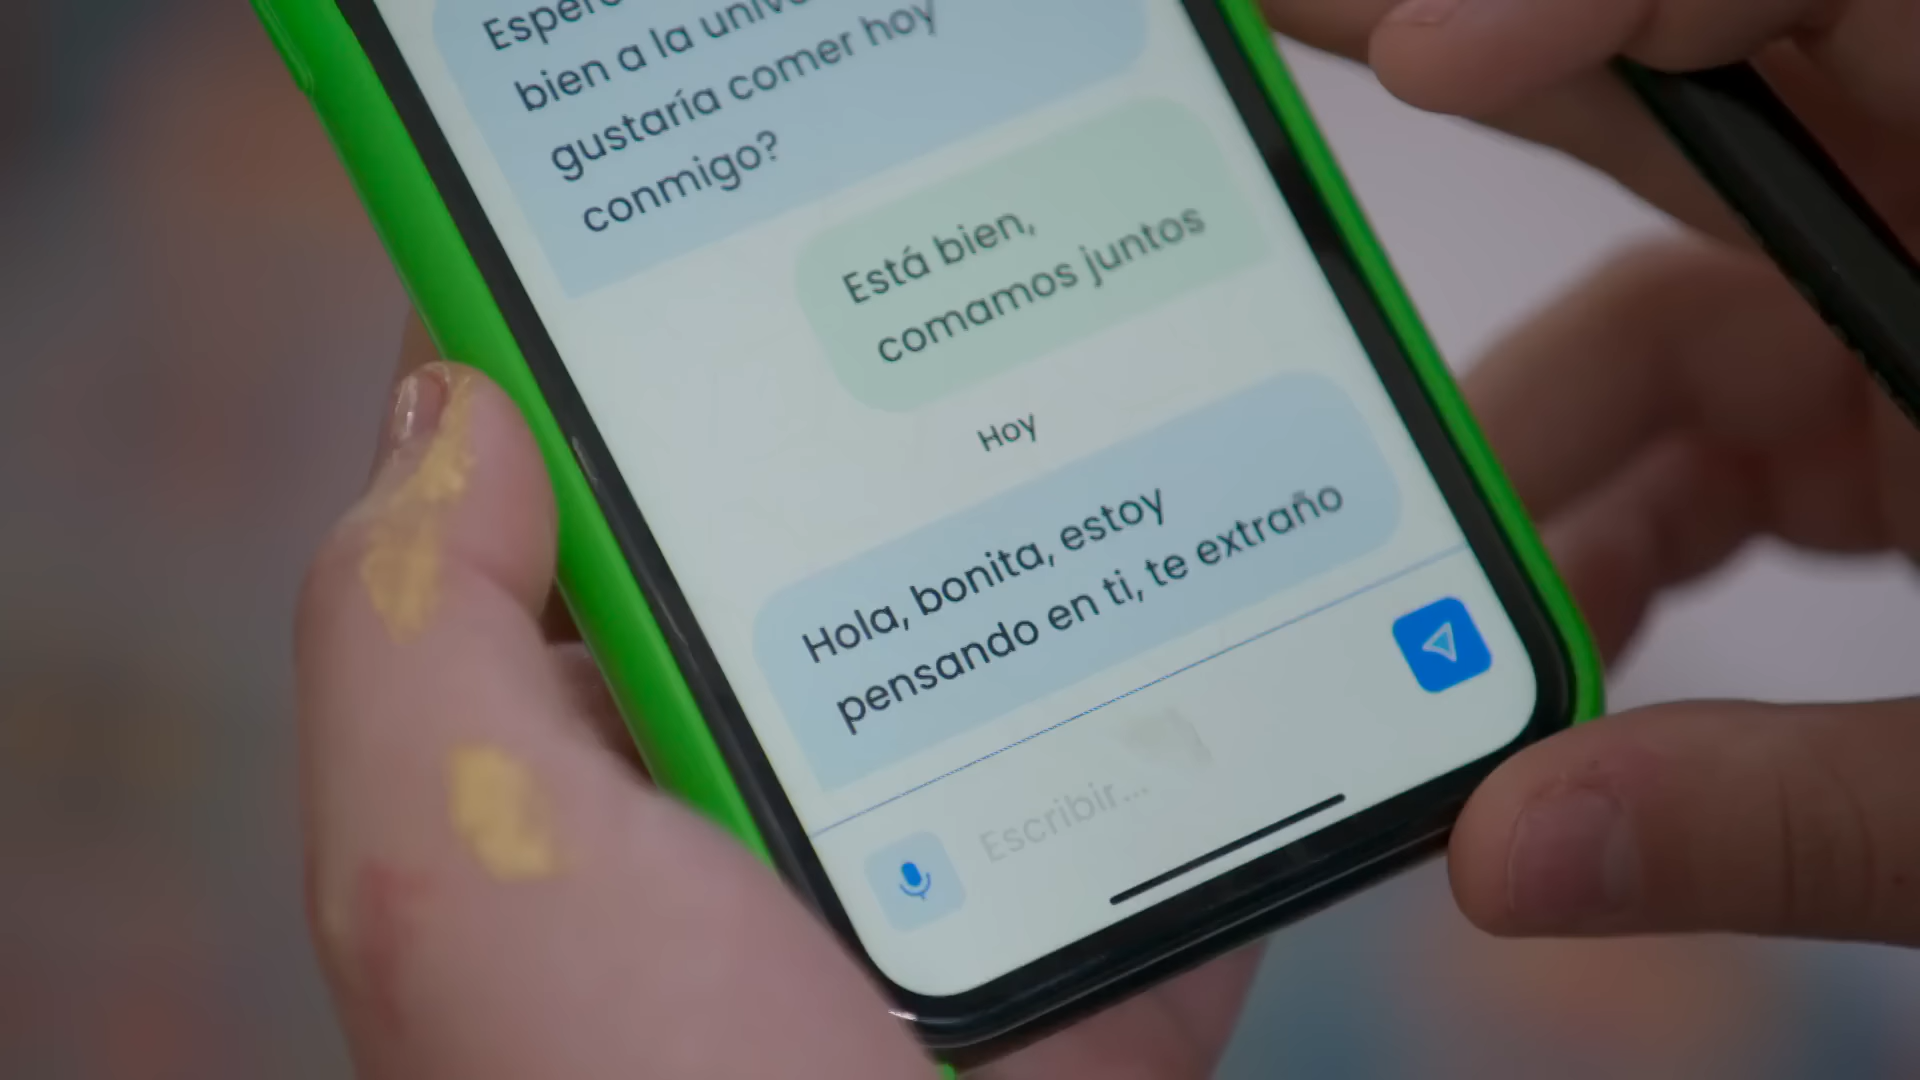 bien a la
gustaría comer hoy
conmigo?
Está bien,
comamos juntos
Hoy
Hola, bonita, estoy
pensando en ti, te extraño
Escribir...